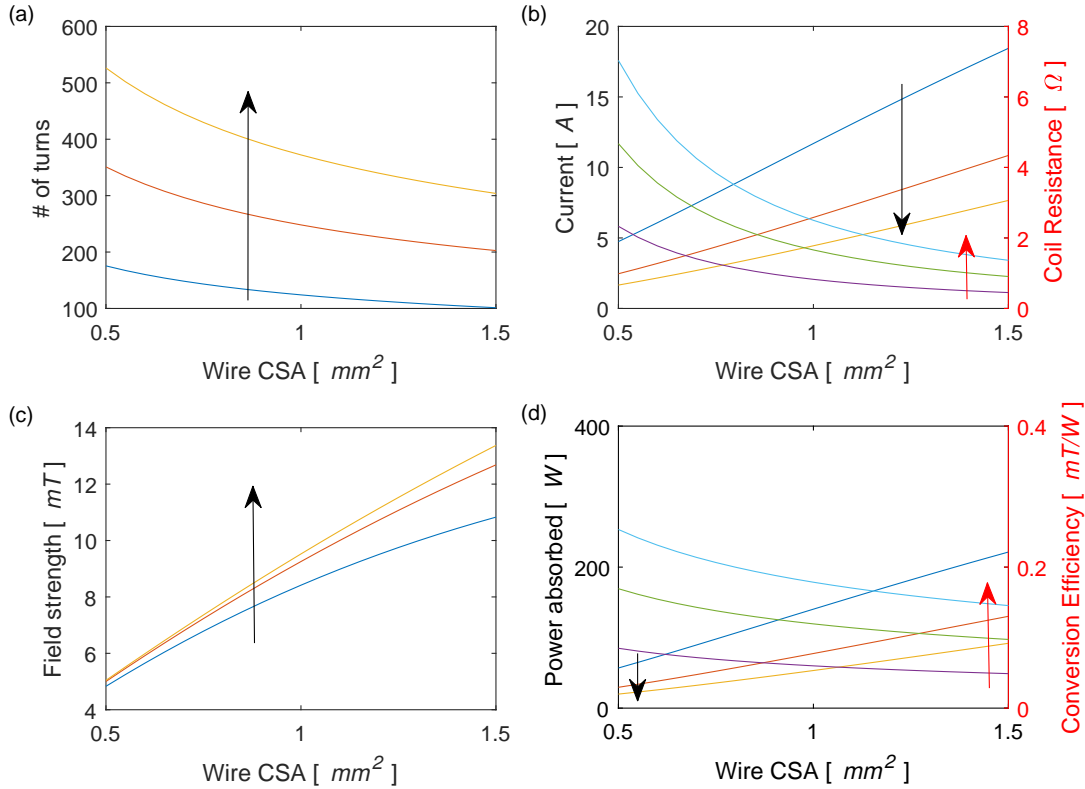 (a)
600
500
400
300
200
100
# of turns
0.5
1
1.5
Wire CSA [ mm²]
(b)
20
15
10
5
0
Current [ A ]
8
6
4
2
0
Coil Resistance [ Ω ]
0.5
1
1.5
Wire CSA [ mm²]
(c)
14
12
10
8
6
4
Field strength [ mT]
0.5
1
1.5
Wire CSA [ mm²]
(d)
400
200
0
Power absorbed [ W]
0.4
0.2
0
Conversion Efficiency [ mT/W]
0.5
1
1.5
Wire CSA [ mm²]